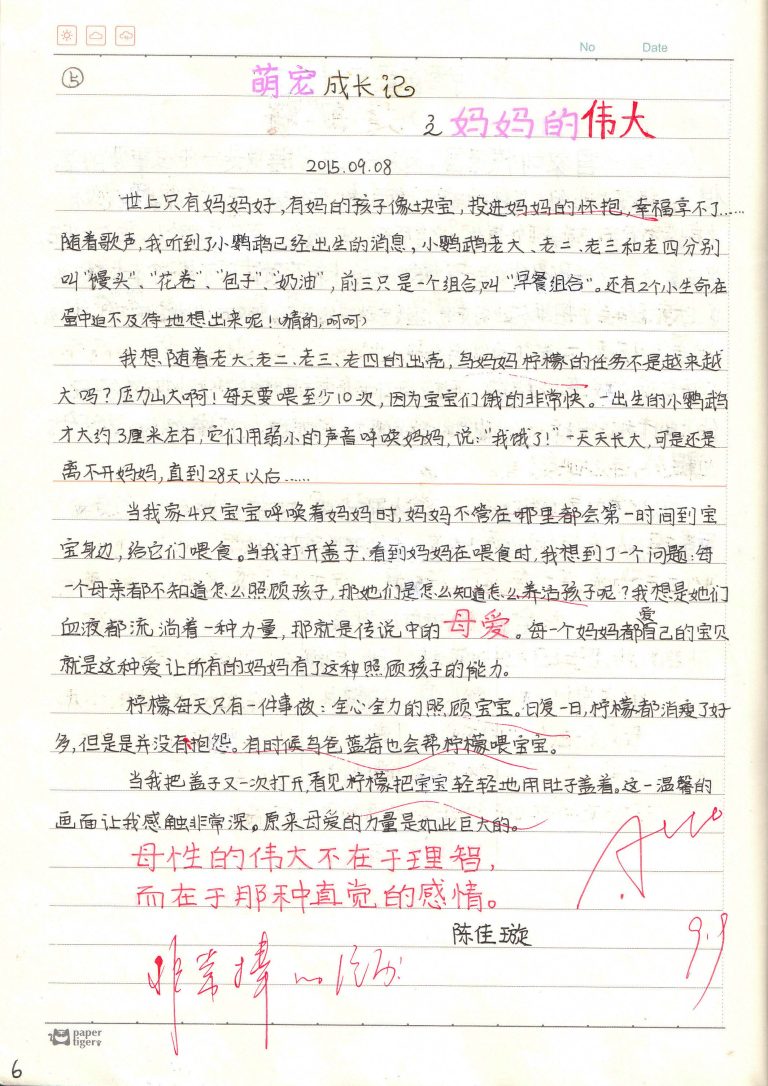 No Date
上
萌宠成长记
之妈妈的伟大
2015.09.08
世上只有妈妈好,有妈的孩子像块宝,投进妈妈的怀抱,幸福享不了……
随着歌声,我听到了小鹦鹉已经出生的消息,小鹦鹉老大、老二、老三和老四分别
叫“馒头”、“花卷”、“包子”、“奶油”,前三只是一个组合,叫“早餐组合”。还有2个小生命在
蛋中迫不及待地想出来呢!(猜的,呵呵)
我想随着老大、老二、老三、老四的出壳,鸟妈妈柠檬的任务不是越来越
大吗?压力山大啊!每天要喂至少10次,因为宝宝们饿的非常快。一出生的小鹦鹉
才大约3厘米左右,它们用弱小的声音呼唤妈妈,说:“我饿了!”一天天长大,可是还是
离不开妈妈,直到28天以后……
当我家4只宝宝呼唤着妈妈时,妈妈不管在哪里都会第一时间到宝
宝身边,给它们喂食。当我打开盖子,看到妈妈在喂食时,我想到了一个问题:每
一个母亲都不知道怎么照顾孩子,那她们是怎么知道怎么养活孩子呢?我想是她们
血液都流淌着一种力量,那就是传说中的母爱。每一个妈妈都爱自己的宝贝
就是这种爱让所有的妈妈有了这种照顾孩子的能力。
柠檬每天只有一件事做:全心全力的照顾宝宝。日复一日,柠檬都消瘦了好
多,但是是并没有抱怨。有时候鸟爸蓝莓也会帮柠檬喂宝宝。
当我把盖子又一次打开,看见柠檬把宝宝轻轻地用肚子盖着。这一温馨的
画面让我感触非常深。原来母爱的力量是如此巨大的。
母性的伟大不在于理智,
而在于那种直觉的感情。
陈佳璇
9.9
非常棒
paper
tiger
6